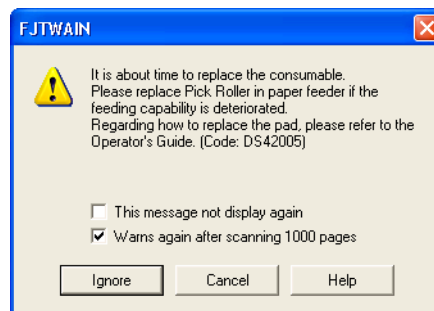 FJTWAIN
It is about time to replace the consumable.
Please replace Pick Roller in paper feeder if the
feeding capability is deteriorated.
Regarding how to replace the pad, please refer to the
Operator's Guide. (Code: DS42005)
This message not display again
Warns again after scanning 1000 pages
Ignore Cancel Help